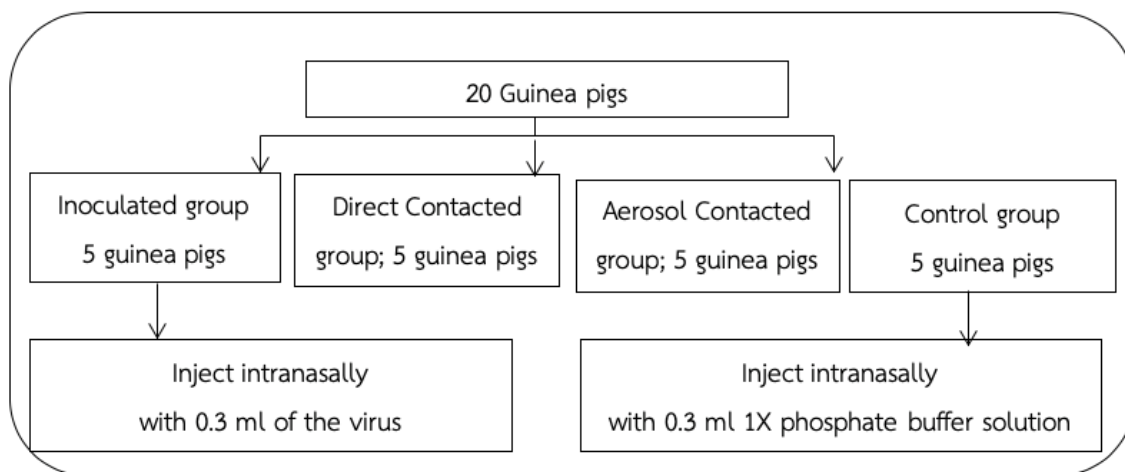 20 Guinea pigs
Inoculated group
5 guinea pigs
Direct Contacted
group; 5 guinea pigs
Aerosol Contacted
group; 5 guinea pigs
Control group
5 guinea pigs
Inject intranasally
with 0.3 ml of the virus
Inject intranasally
with 0.3 ml 1X phosphate buffer solution